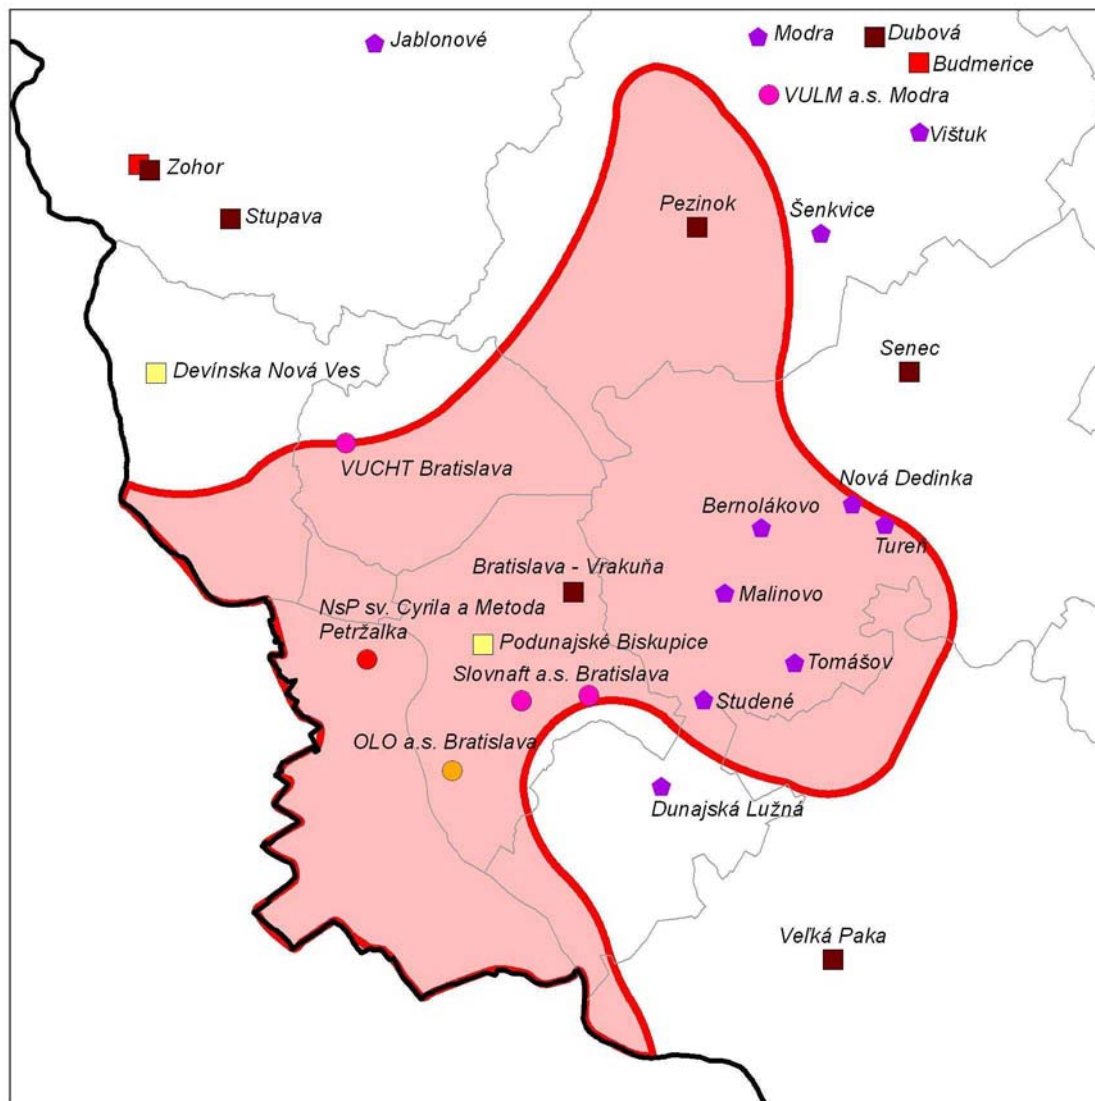 Jablonové
Modra
Dubová
Budmerice
VULM a.s. Modra
Vištuk
Zohor
Stupava
Pezinok
Šenkvice
Senec
Devínska Nová Ves
VUCHT Bratislava
Nová Dedinka
Bernolákovo
Tureň
Bratislava - Vrakuňa
Malinovo
NsP sv. Cyrila a Metoda
Petržalka
Podunajské Biskupice
Tomášov
Slovnaft a.s. Bratislava
Studené
OLO a.s. Bratislava
Dunajská Lužná
Veľká Paka